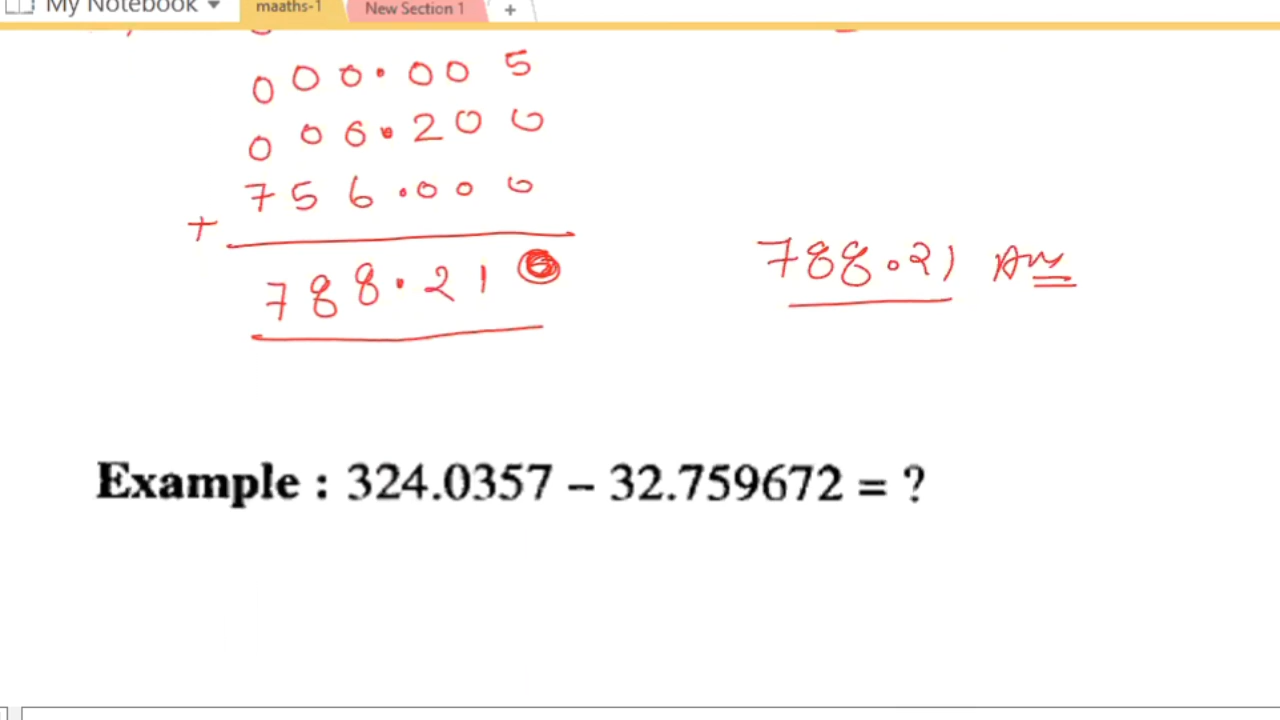 My Notebook maaths-1 New Section 1 +
000.005
006.200
756.000
+
788.210
788.21 Ans
Example : 324.0357 – 32.759672 = ?